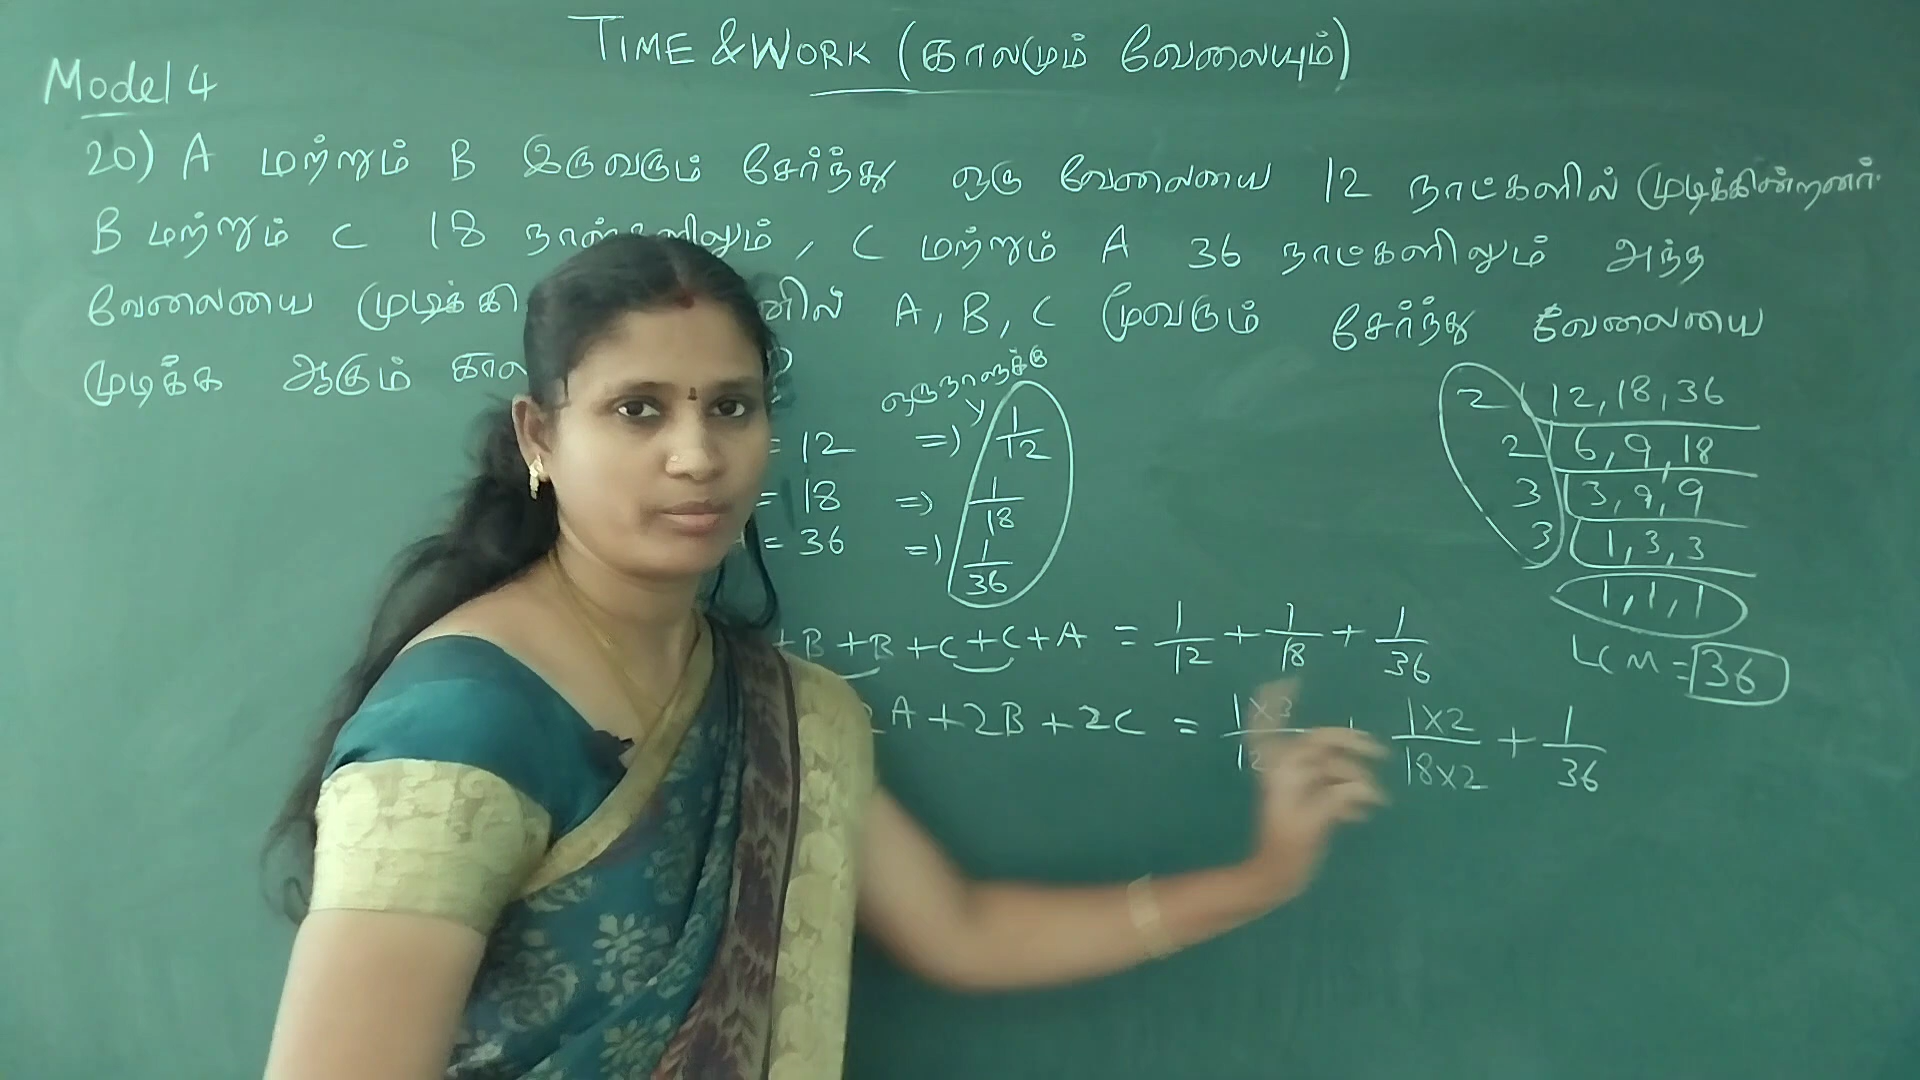 TIME & WORK (காலமும் வேலையும்)
Model 4
20) A மற்றும் B இருவரும் சேர்ந்து ஒரு வேலையை 12 நாட்களில் முடிக்கின்றனர்.
B மற்றும் C 18 நாள்களிலும், C மற்றும் A 36 நாட்களிலும் அந்த
வேலையை முடிக்கி னில் A, B, C மூவரும் சேர்ந்து வேலையை
முடிக்க ஆகும் கால ?
ஒருநாளுக்கு
= 12 =) 1/12
= 18 =) 1/18
= 36 =) 1/36
2 | 12, 18, 36
2 | 6, 9, 18
3 | 3, 9, 9
3 | 1, 3, 3
1, 1, 1
LCM = 36
+B +B +C +C +A = 1/12 + 1/18 + 1/36
2A + 2B + 2C = 1×3/12 + 1×2/18×2 + 1/36